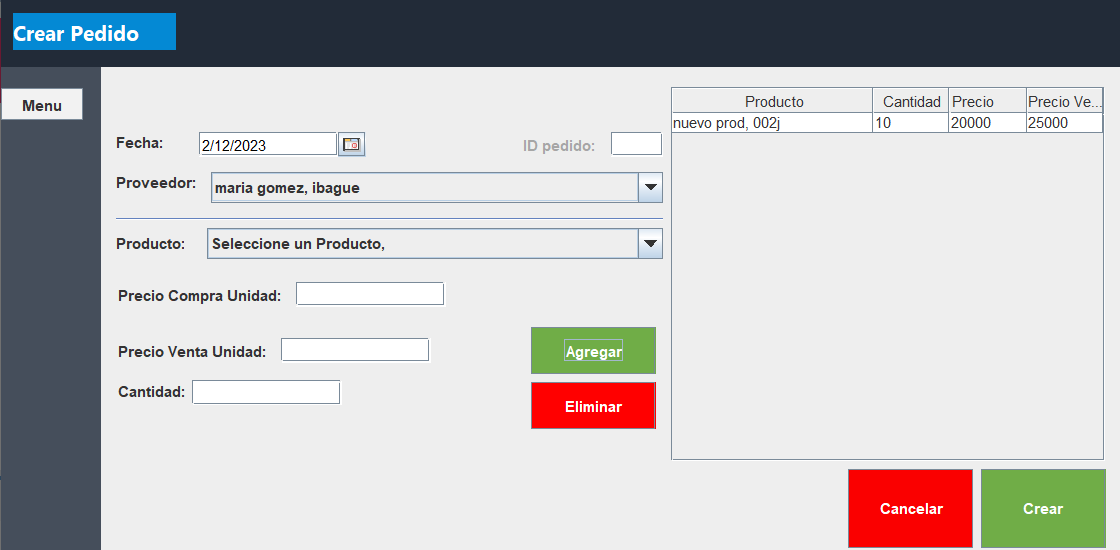 Crear Pedido
Menu
Fecha: 2/12/2023 ID pedido:
Proveedor: maria gomez, ibague
Producto: Seleccione un Producto,
Precio Compra Unidad:
Precio Venta Unidad:
Agregar
Cantidad:
Eliminar
Producto Cantidad Precio Precio Ve...
nuevo prod, 002j 10 20000 25000
Cancelar Crear